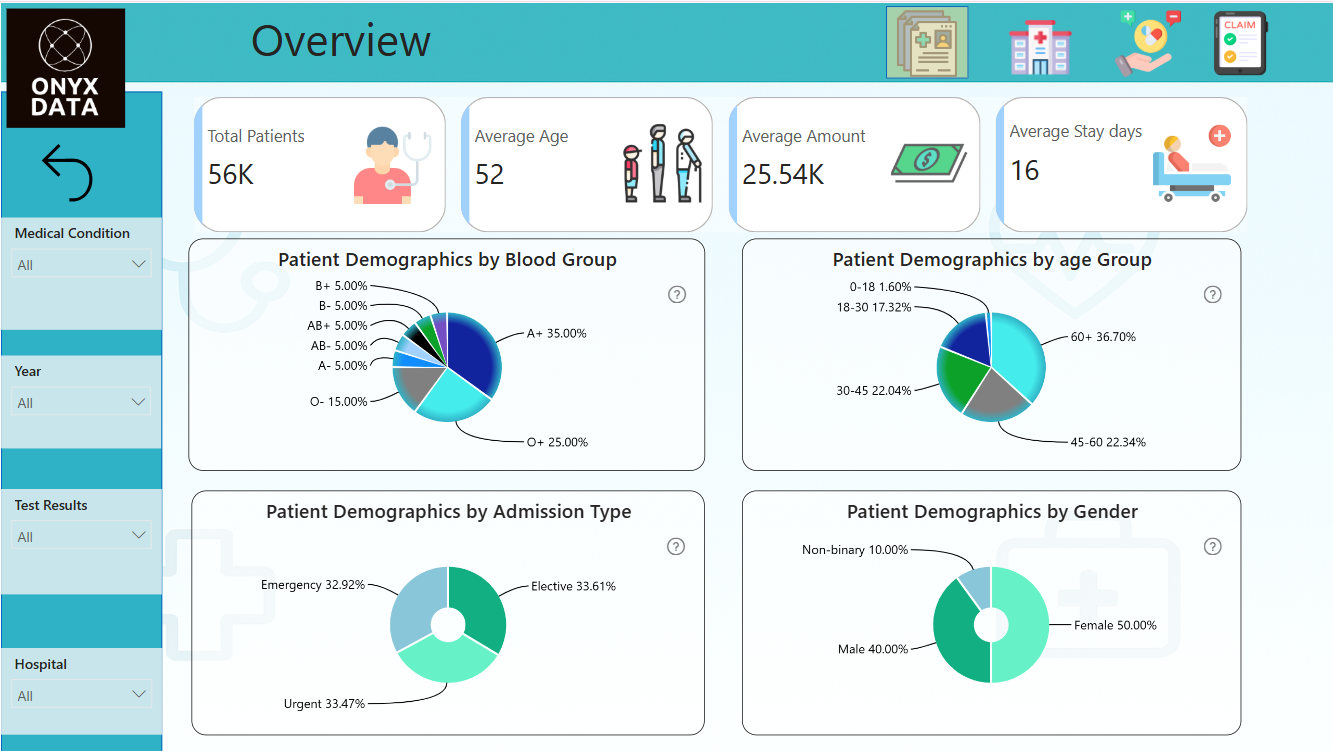 Overview
CLAIM
ONYX
DATA
Total Patients
56K
Average Age
52
Average Amount
25.54K
Average Stay days
16
Medical Condition
All
Year
All
Test Results
All
Hospital
All
Patient Demographics by Blood Group
?
B+ 5.00%
B- 5.00%
AB+ 5.00%
AB- 5.00%
A- 5.00%
O- 15.00%
A+ 35.00%
O+ 25.00%
Patient Demographics by age Group
?
0-18 1.60%
18-30 17.32%
30-45 22.04%
60+ 36.70%
45-60 22.34%
Patient Demographics by Admission Type
?
Emergency 32.92%
Elective 33.61%
Urgent 33.47%
Patient Demographics by Gender
?
Non-binary 10.00%
Male 40.00%
Female 50.00%